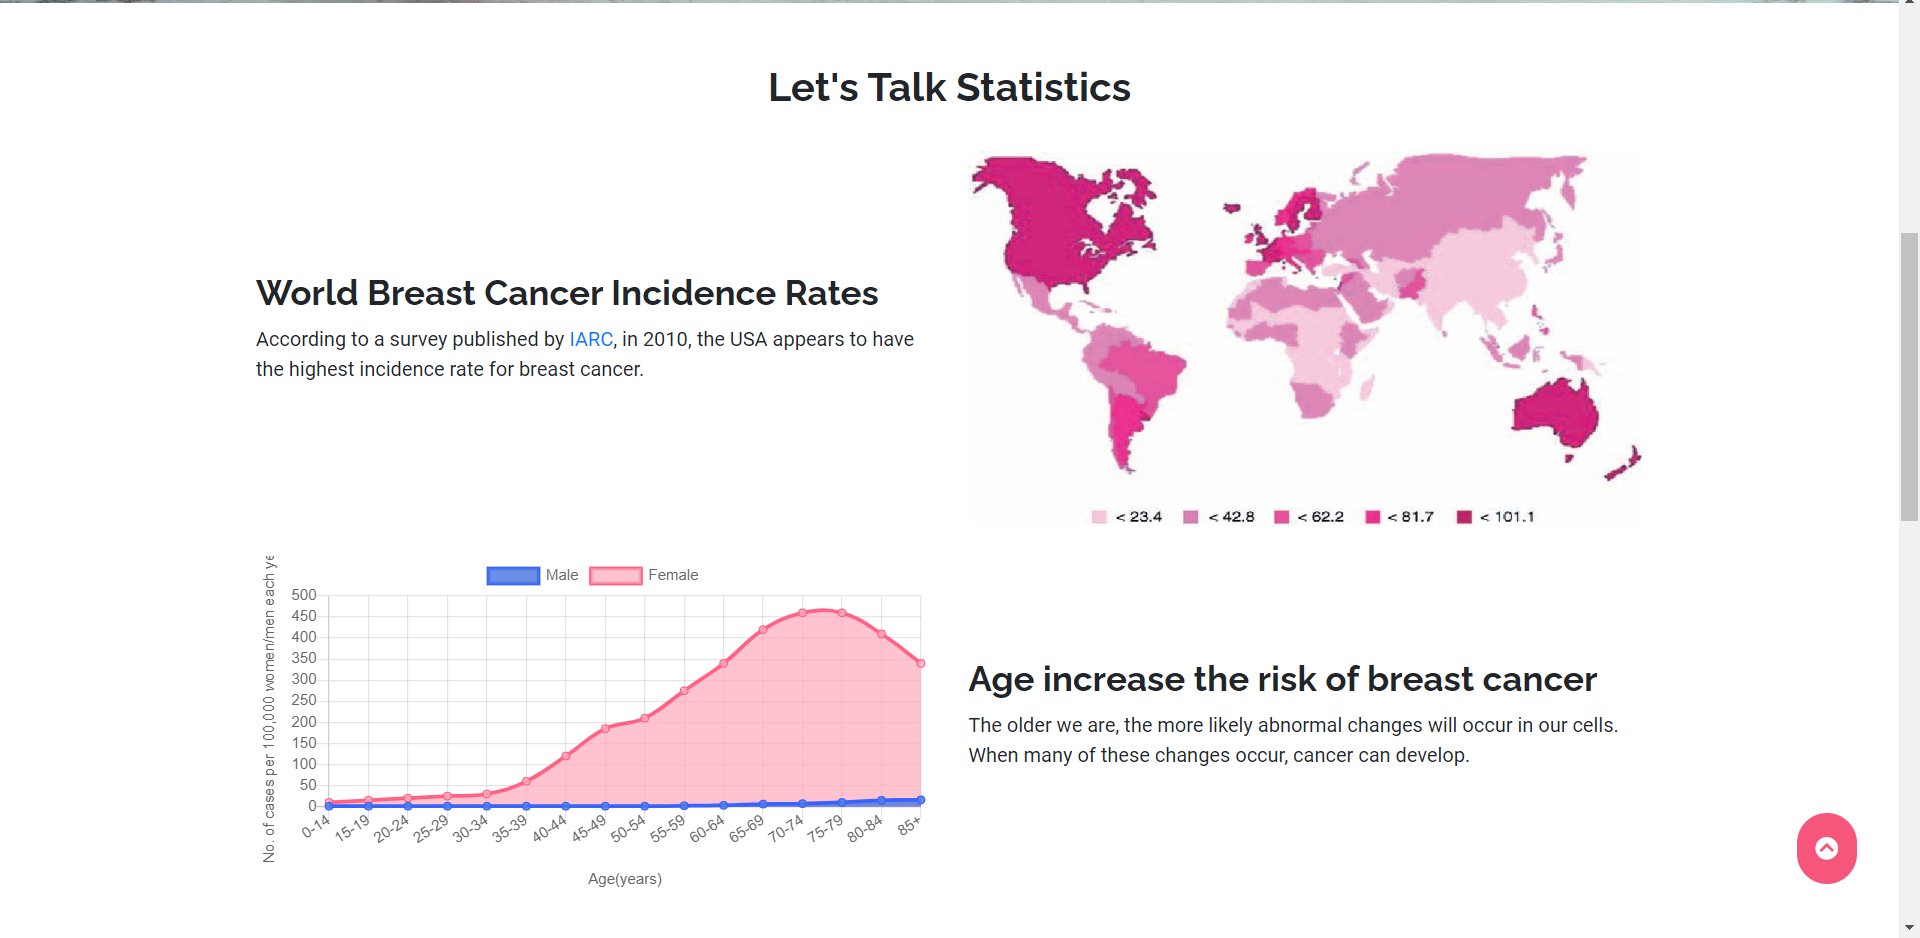 Let's Talk Statistics
World Breast Cancer Incidence Rates
According to a survey published by IARC, in 2010, the USA appears to have
the highest incidence rate for breast cancer.
< 23.4 < 42.8 < 62.2 < 81.7 < 101.1
Male Female
No. of cases per 100,000 women/men each ye
500
450
400
350
300
250
200
150
100
50
0
0-14 15-19 20-24 25-29 30-34 35-39 40-44 45-49 50-54 55-59 60-64 65-69 70-74 75-79 80-84 85+
Age(years)
Age increase the risk of breast cancer
The older we are, the more likely abnormal changes will occur in our cells.
When many of these changes occur, cancer can develop.